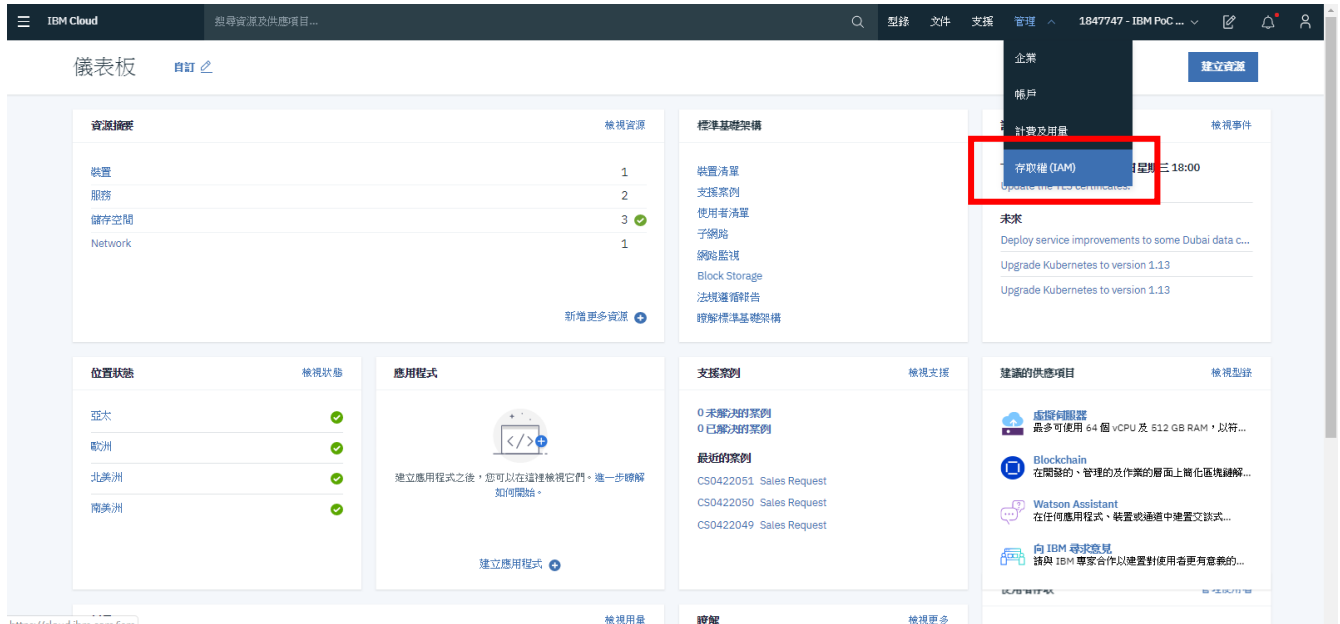 IBM Cloud
搜尋資源及供應項目...
型錄
文件
支援
管理
1847747 - IBM PoC ...
企業
帳戶
計費及用量
存取權 (IAM)
儀表板
自訂
建立資源
資源摘要
檢視資源
裝置 1
服務 2
儲存空間 3
Network 1
新增更多資源
標準基礎架構
裝置清單
支援案例
使用者清單
子網路
網路監視
Block Storage
法規遵循報告
瞭解標準基礎架構
檢視事件
星期三 18:00
Update the TLS certificates.
未來
Deploy service improvements to some Dubai data c...
Upgrade Kubernetes to version 1.13
Upgrade Kubernetes to version 1.13
位置狀態
檢視狀態
亞太
歐洲
北美洲
南美洲
應用程式
建立應用程式之後，您可以在這裡檢視它們。進一步瞭解
如何開始。
建立應用程式
支援案例
檢視支援
0 未解決的案例
0 已解決的案例
最近的案例
CS0422051 Sales Request
CS0422050 Sales Request
CS0422049 Sales Request
建議的供應項目
檢視型錄
虛擬伺服器
最多可使用 64 個 vCPU 及 512 GB RAM，以符...
Blockchain
在開發的、管理的及作業的層面上簡化區塊鏈解...
Watson Assistant
在任何應用程式、裝置或通道中建置交談式...
向 IBM 尋求意見
請與 IBM 專家合作以建置對使用者更有意義的...
檢視用量
瞭解
檢視更多